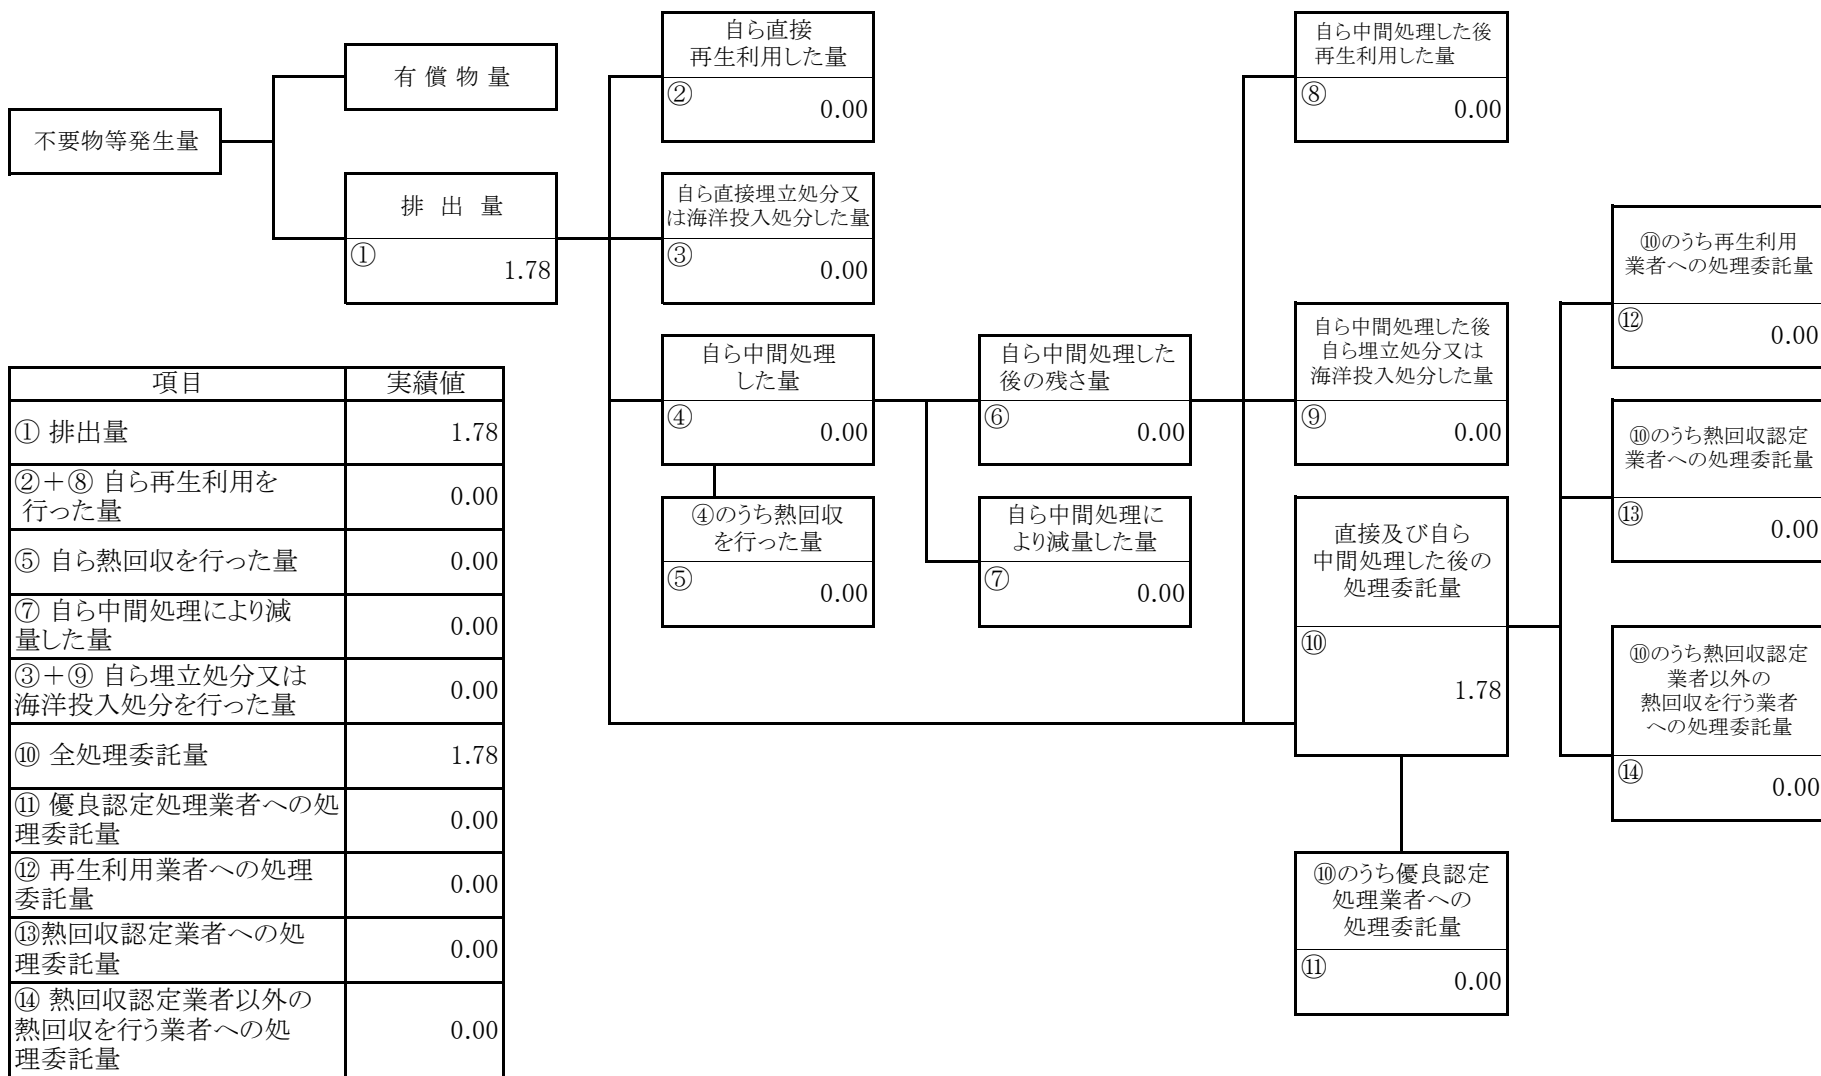 不要物等発生量
有 償 物 量
排 出 量
①
1.78
自ら直接
再生利用した量
②
0.00
自ら直接埋立処分又
は海洋投入処分した量
③
0.00
自ら中間処理
した量
④
0.00
④のうち熱回収
を行った量
⑤
0.00
自ら中間処理した
後の残さ量
⑥
0.00
自ら中間処理に
より減量した量
⑦
0.00
自ら中間処理した後
再生利用した量
⑧
0.00
自ら中間処理した後
自ら埋立処分又は
海洋投入処分した量
⑨
0.00
直接及び自ら
中間処理した後の
処理委託量
⑩
1.78
⑩のうち優良認定
処理業者への
処理委託量
⑪
0.00
⑩のうち再生利用
業者への処理委託量
⑫
0.00
⑩のうち熱回収認定
業者への処理委託量
⑬
0.00
⑩のうち熱回収認定
業者以外の
熱回収を行う業者
への処理委託量
⑭
0.00
項目 実績値
① 排出量 1.78
②+⑧ 自ら再生利用を
行った量 0.00
⑤ 自ら熱回収を行った量 0.00
⑦ 自ら中間処理により減
量した量 0.00
③+⑨ 自ら埋立処分又は
海洋投入処分を行った量 0.00
⑩ 全処理委託量 1.78
⑪ 優良認定処理業者への処
理委託量 0.00
⑫ 再生利用業者への処理
委託量 0.00
⑬熱回収認定業者への処
理委託量 0.00
⑭ 熱回収認定業者以外の
熱回収を行う業者への処
理委託量 0.00